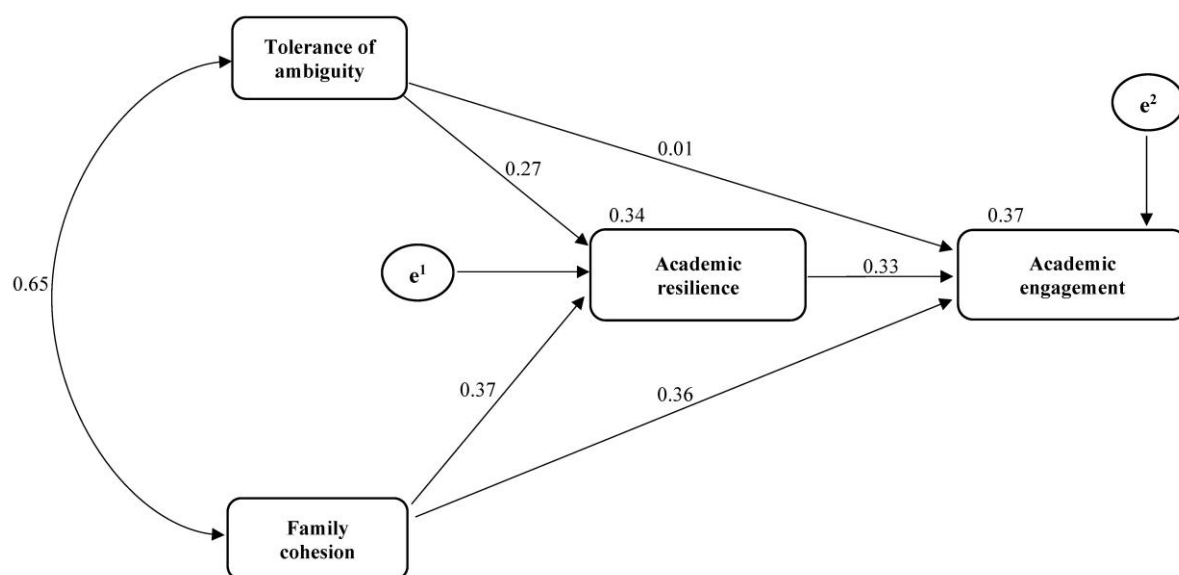 Tolerance of
ambiguity
e²
0.01
0.27
0.34
0.37
Academic
resilience
Academic
engagement
e¹
0.33
0.65
0.37
0.36
Family
cohesion